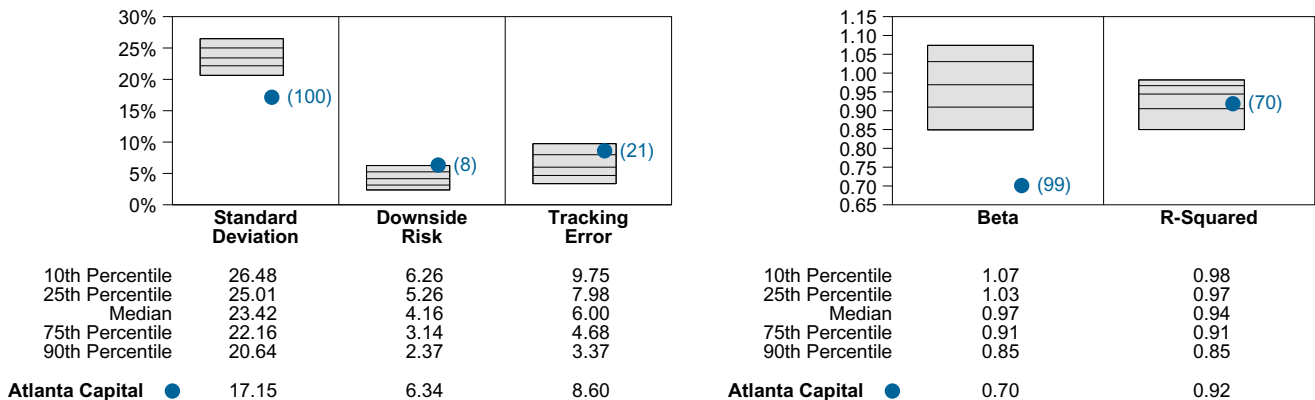 30%
25%
20%
15%
10%
5%
0%
(100)
(8)
(21)
Standard Deviation
Downside Risk
Tracking Error
10th Percentile 26.48 6.26 9.75
25th Percentile 25.01 5.26 7.98
Median 23.42 4.16 6.00
75th Percentile 22.16 3.14 4.68
90th Percentile 20.64 2.37 3.37
Atlanta Capital 17.15 6.34 8.60
1.15
1.10
1.05
1.00
0.95
0.90
0.85
0.80
0.75
0.70
0.65
(99)
(70)
Beta
R-Squared
10th Percentile 1.07 0.98
25th Percentile 1.03 0.97
Median 0.97 0.94
75th Percentile 0.91 0.91
90th Percentile 0.85 0.85
Atlanta Capital 0.70 0.92